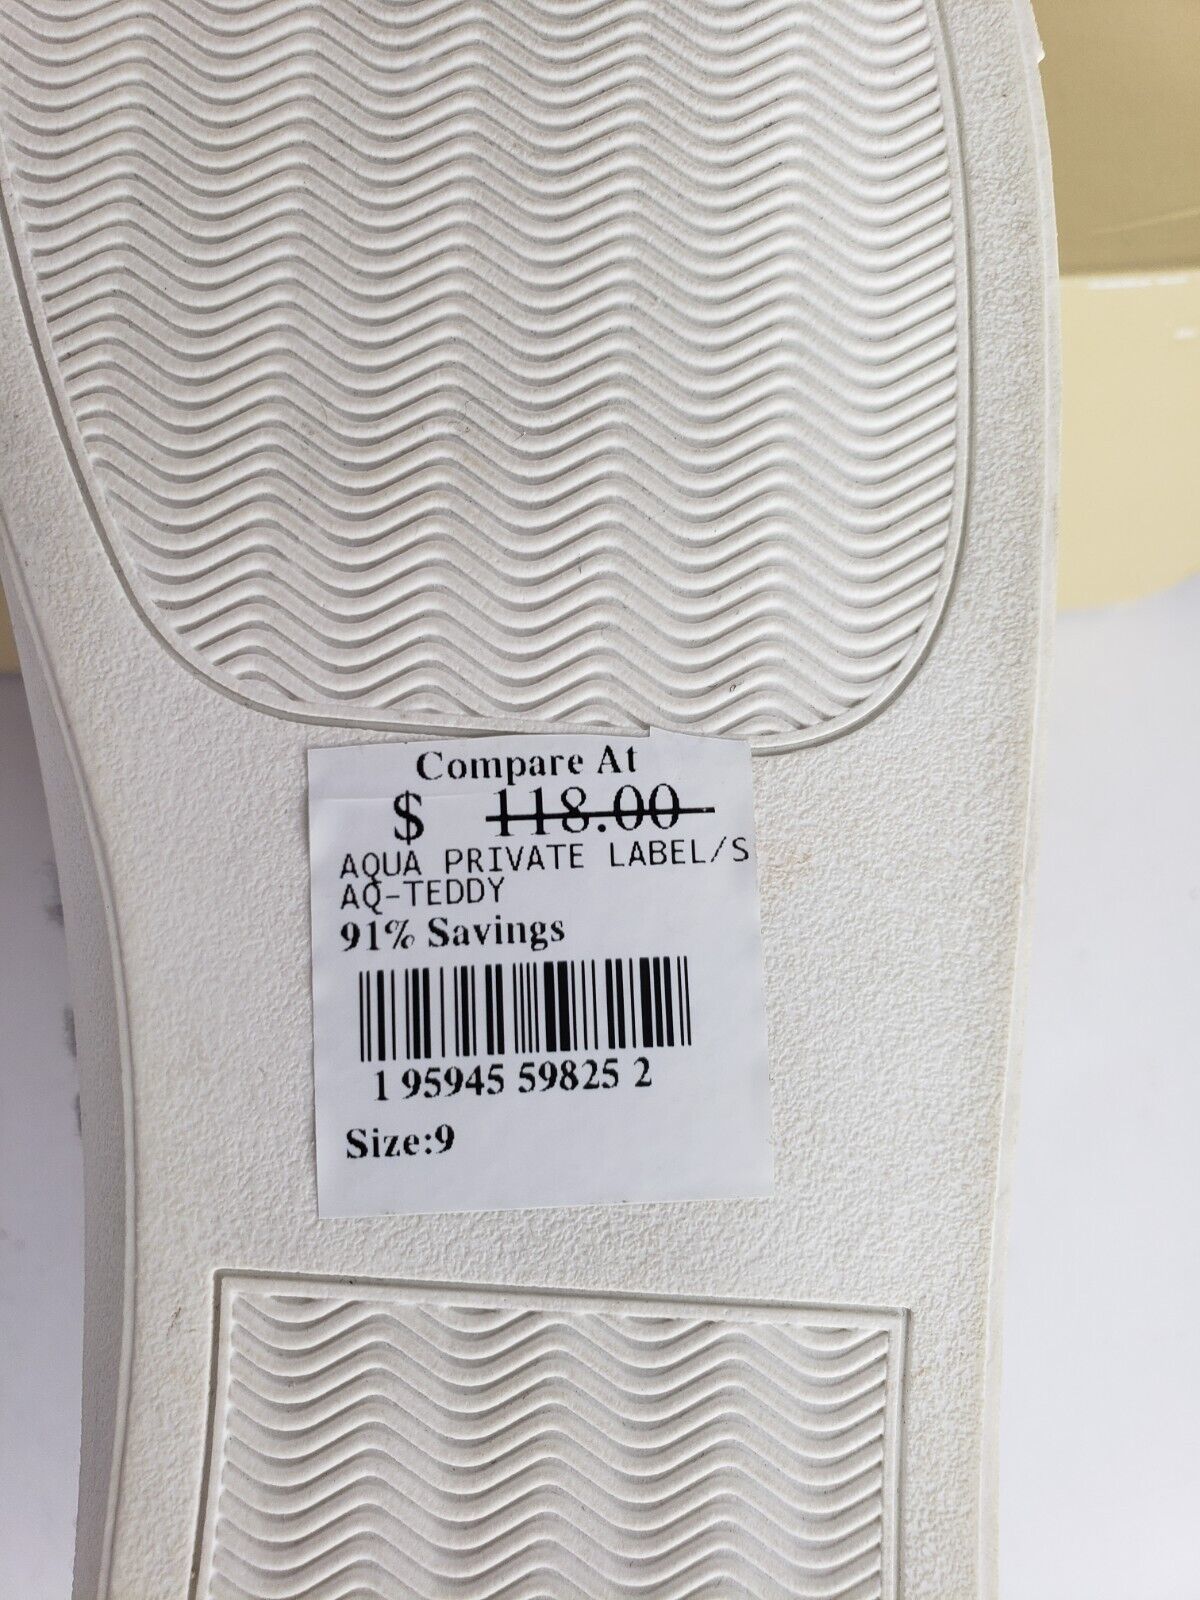 Compare At
$ 118.00
AQUA PRIVATE LABEL/S
AQ-TEDDY
91% Savings
1 95945 59825 2
Size:9